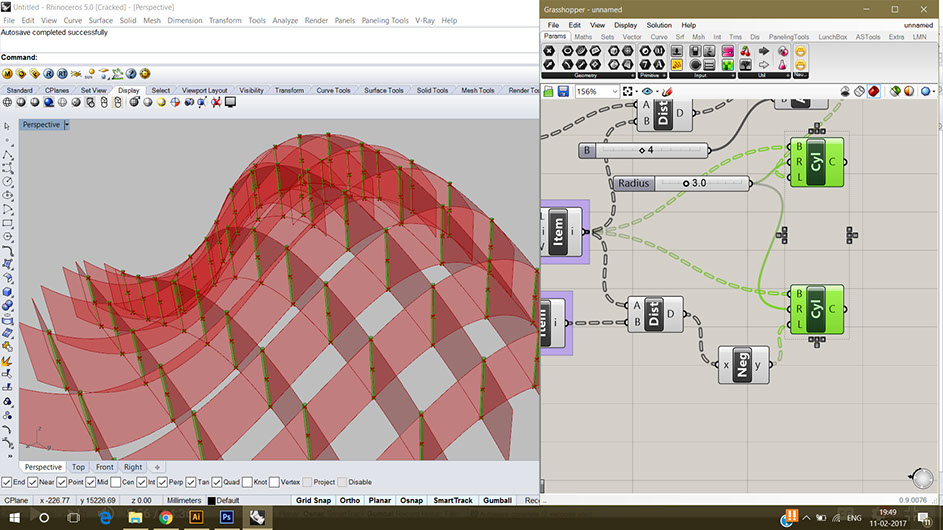 Untitled - Rhinoceros 5.0 [Cracked] - [Perspective]
File Edit View Curve Surface Solid Mesh Dimension Transform Tools Analyze Render Panels Paneling Tools V-Ray Help
Autosave completed successfully
Command:
Standard CPlanes Set View Display Select Viewport Layout Visibility Transform Curve Tools Surface Tools Solid Tools Mesh Tools Render To
Perspective
Perspective Top Front Right
End Near Point Mid Cen Int Perp Tan Quad Knot Vertex Project Disable
CPlane x -226.77 y 15226.69 z 0.00 Millimeters Default Grid Snap Ortho Planar Osnap SmartTrack Gumball Reco
Grasshopper - unnamed
File Edit View Display Solution Help unnamed
Params Maths Sets Vector Curve Srf Mesh Int Trns Dis PanelingTools LunchBox ASTools Extra LMN
Geometry Primitive Input Util
156%
A
B Dist D
B 4
Radius 3.0
B
R Cyl C
L
Item i
A
B Dist D
Item i
B
R Cyl C
L
x Neg y
0.9.0076
Ai Ps
ENG 19:49
11-02-2017